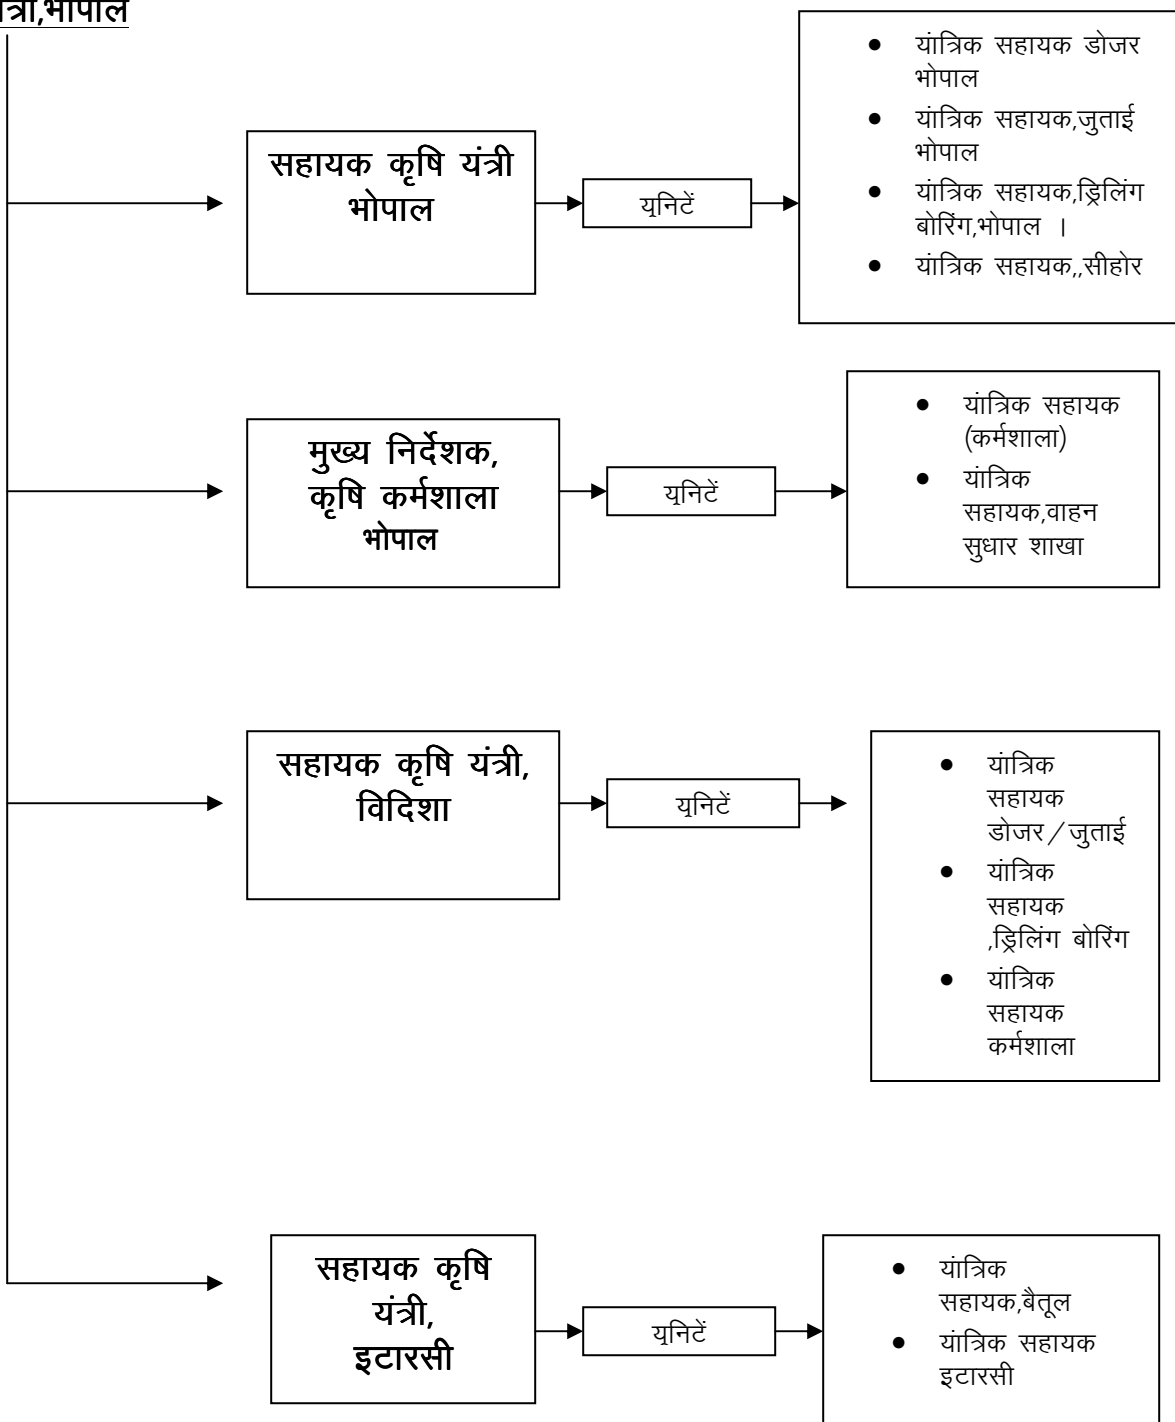 यंत्री,भोपाल
सहायक कृषि यंत्री
भोपाल
यूनिटें
• यांत्रिक सहायक डोजर
भोपाल
• यांत्रिक सहायक,जुताई
भोपाल
• यांत्रिक सहायक,ड्रिलिंग
बोरिंग,भोपाल ।
• यांत्रिक सहायक,,सीहोर
मुख्य निर्देशक,
कृषि कर्मशाला
भोपाल
यूनिटें
• यांत्रिक सहायक
(कर्मशाला)
• यांत्रिक
सहायक,वाहन
सुधार शाखा
सहायक कृषि यंत्री,
विदिशा
यूनिटें
• यांत्रिक
सहायक
डोजर/जुताई
• यांत्रिक
सहायक
,ड्रिलिंग बोरिंग
• यांत्रिक
सहायक
कर्मशाला
सहायक कृषि
यंत्री,
इटारसी
यूनिटें
• यांत्रिक
सहायक,बैतूल
• यांत्रिक सहायक
इटारसी